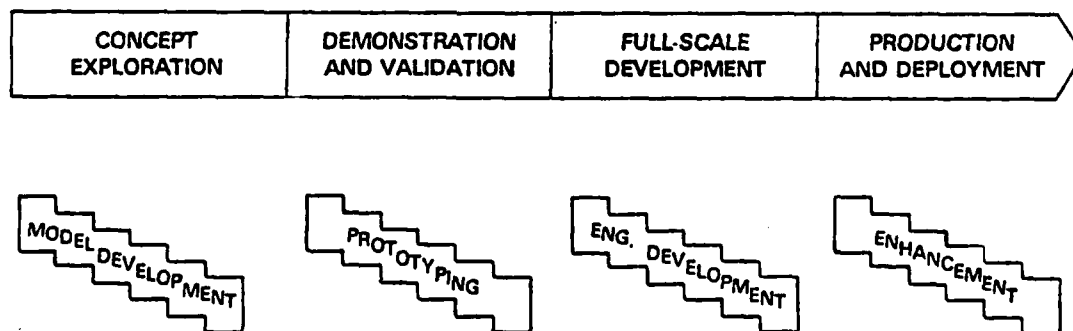 CONCEPT
EXPLORATION
DEMONSTRATION
AND VALIDATION
FULL-SCALE
DEVELOPMENT
PRODUCTION
AND DEPLOYMENT
MODEL DEVELOPMENT
PROTOTYPING
ENG. DEVELOPMENT
ENHANCEMENT